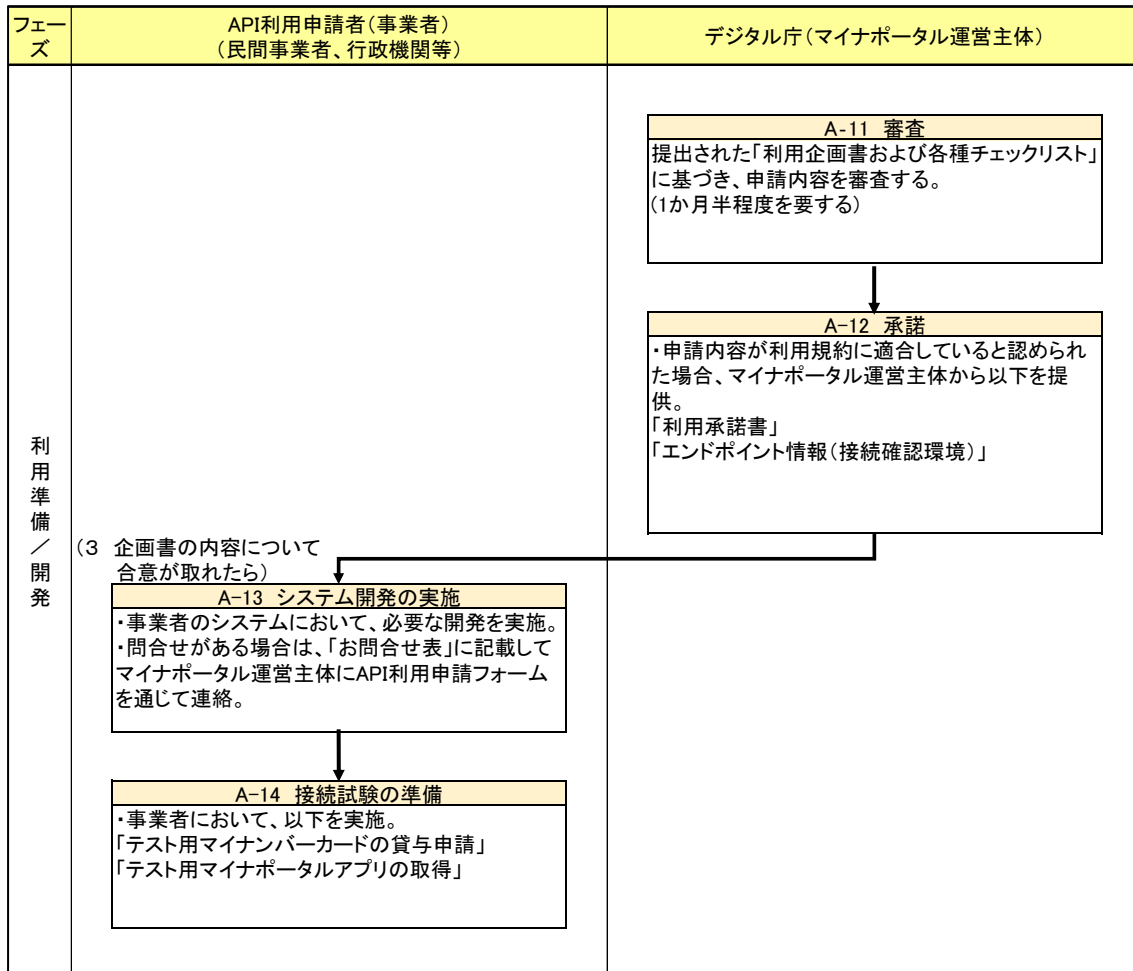 フェー
ズ
API利用申請者（事業者）
（民間事業者、行政機関等）
デジタル庁（マイナポータル運営主体）
A-11 審査
提出された「利用企画書および各種チェックリスト」
に基づき、申請内容を審査する。
(1か月半程度を要する)
A-12 承諾
・申請内容が利用規約に適合していると認められ
た場合、マイナポータル運営主体から以下を提
供。
「利用承諾書」
「エンドポイント情報（接続確認環境）」
利用準備／開発
（３ 企画書の内容について
合意が取れたら）
A-13 システム開発の実施
・事業者のシステムにおいて、必要な開発を実施。
・問合せがある場合は、「お問合せ表」に記載して
マイナポータル運営主体にAPI利用申請フォーム
を通じて連絡。
A-14 接続試験の準備
・事業者において、以下を実施。
「テスト用マイナンバーカードの貸与申請」
「テスト用マイナポータルアプリの取得」